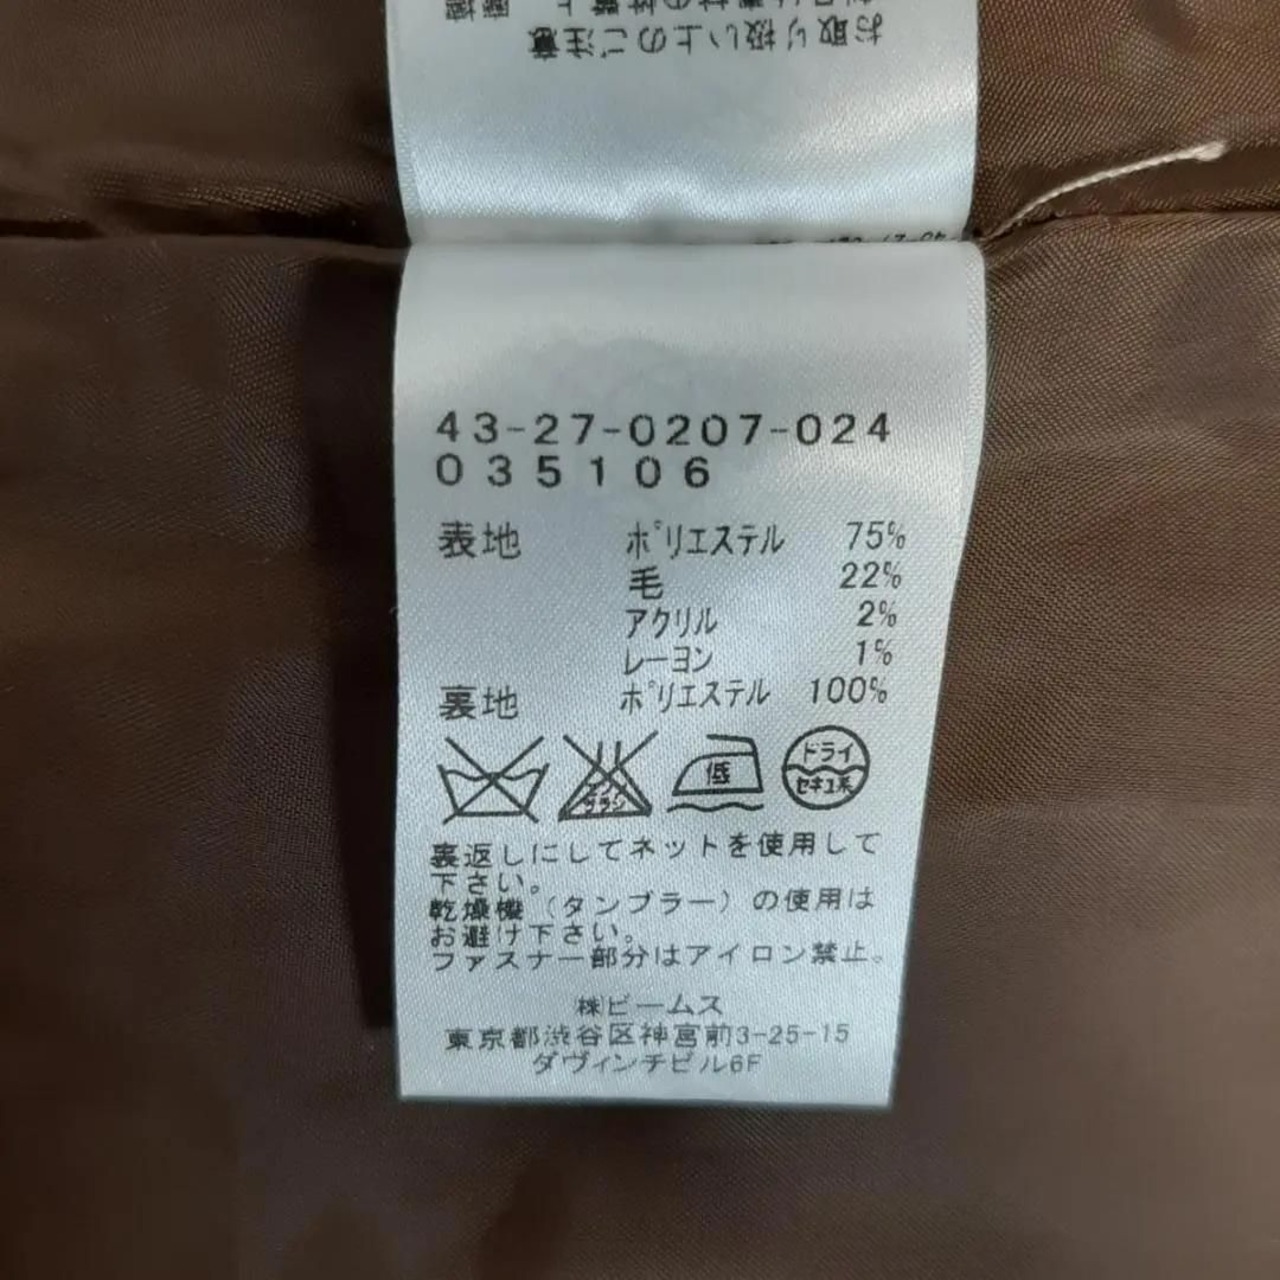 お取り扱い上のご注意
43-27-0207-024
035106
表地 ポリエステル 75%
毛 22%
アクリル 2%
レーヨン 1%
裏地 ポリエステル 100%
低
ドライ
セキユ系
裏返しにしてネットを使用して
下さい。
乾燥機(タンブラー)の使用は
お避け下さい。
ファスナー部分はアイロン禁止。
㈱ビームス
東京都渋谷区神宮前3-25-15
ダヴィンチビル6F